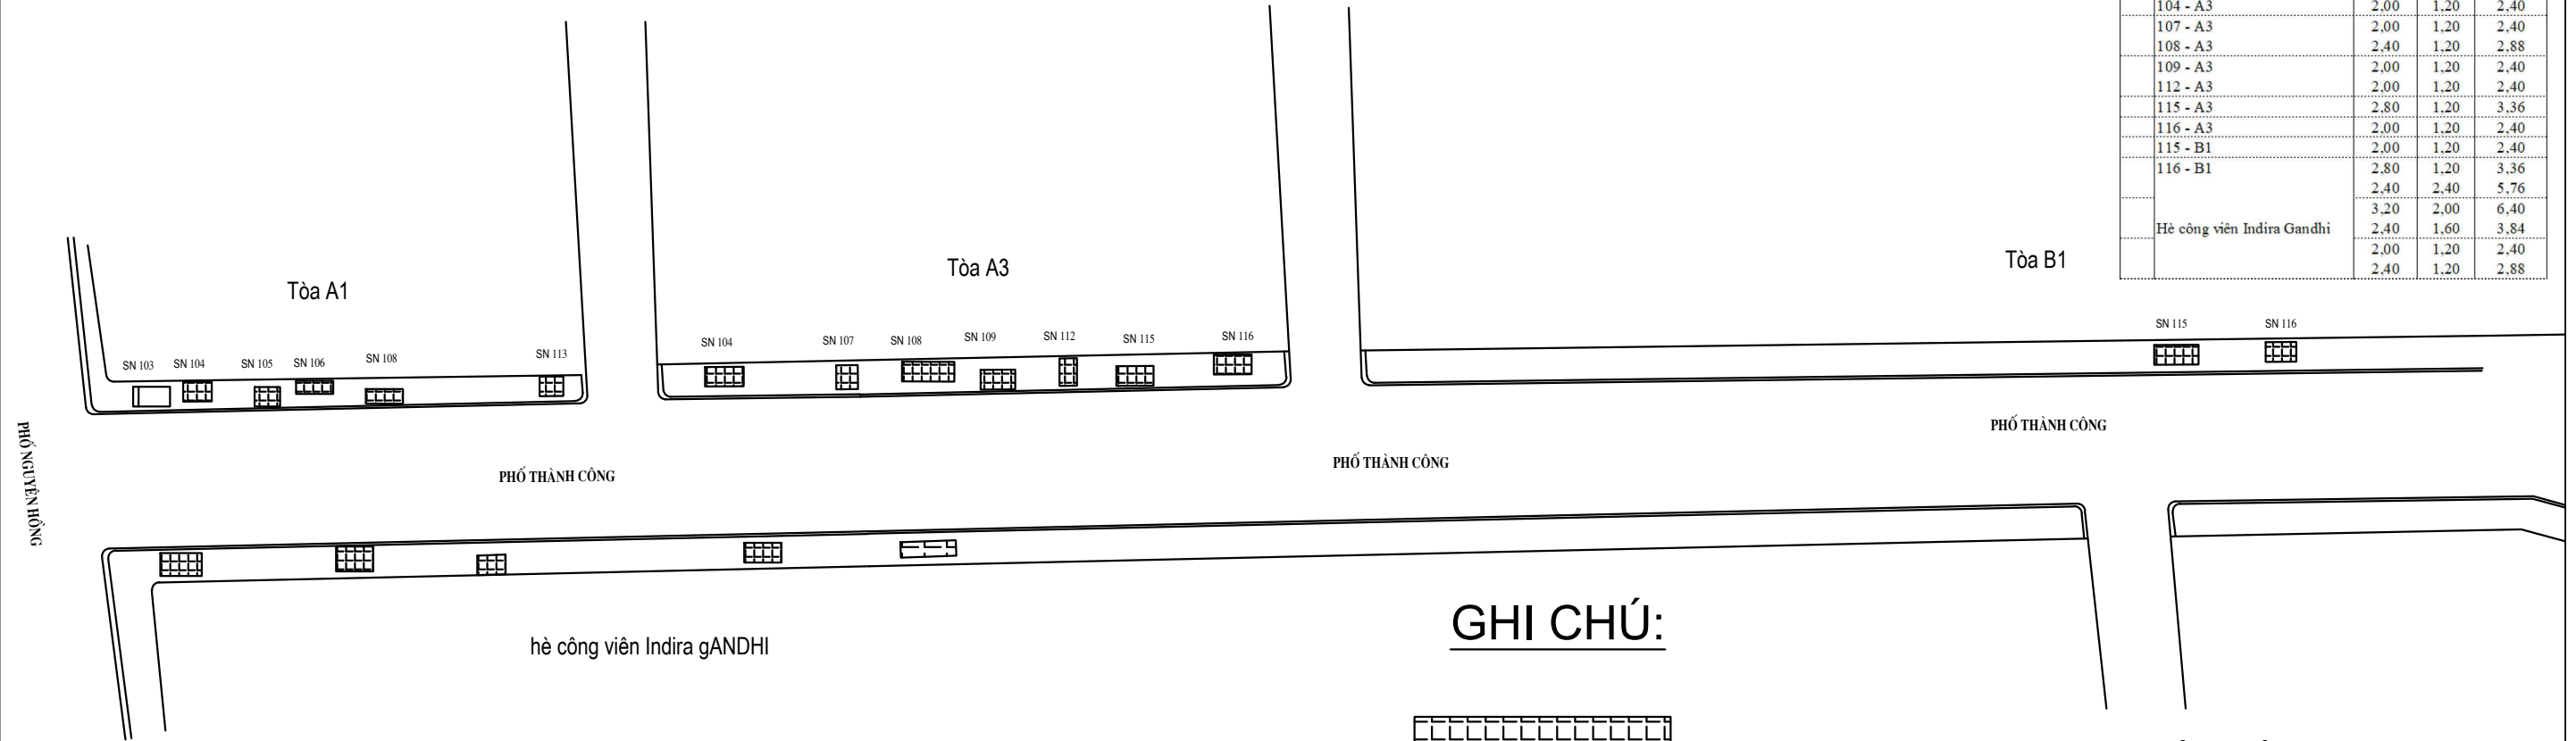 104 - A3 2,00 1,20 2,40
107 - A3 2,00 1,20 2,40
108 - A3 2,40 1,20 2,88
109 - A3 2,00 1,20 2,40
112 - A3 2,00 1,20 2,40
115 - A3 2,80 1,20 3,36
116 - A3 2,00 1,20 2,40
115 - B1 2,00 1,20 2,40
116 - B1 2,80 1,20 3,36
2,40 2,40 5,76
3,20 2,00 6,40
Hè công viên Indira Gandhi 2,40 1,60 3,84
2,00 1,20 2,40
2,40 1,20 2,88
Tòa A1
Tòa A3
Tòa B1
SN 103 SN 104 SN 105 SN 106 SN 108 SN 113
SN 104 SN 107 SN 108 SN 109 SN 112 SN 115 SN 116
SN 115 SN 116
PHỐ NGUYÊN HỒNG
PHỐ THÀNH CÔNG
PHỐ THÀNH CÔNG
PHỐ THÀNH CÔNG
hè công viên Indira gANDHI
GHI CHÚ: